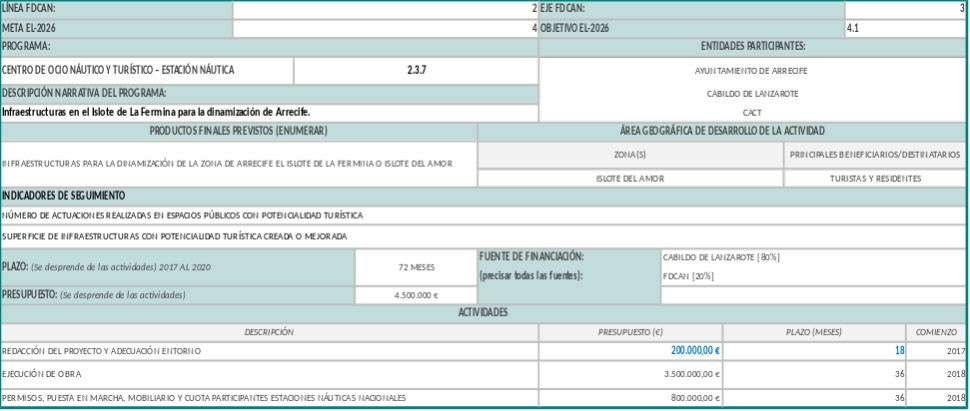 LÍNEA FDCAN: 2 EJE FDCAN: 3
META EL-2026 4 OBJETIVO EL-2026 4.1
PROGRAMA: ENTIDADES PARTICIPANTES:
CENTRO DE OCIO NÁUTICO Y TURÍSTICO – ESTACIÓN NÁUTICA 2.3.7
AYUNTAMIENTO DE ARRECIFE
CABILDO DE LANZAROTE
CACT
DESCRIPCIÓN NARRATIVA DEL PROGRAMA:
Infraestructuras en el Islote de La Fermina para la dinamización de Arrecife.
PRODUCTOS FINALES PREVISTOS (ENUMERAR) ÁREA GEOGRÁFICA DE DESARROLLO DE LA ACTIVIDAD
INFRAESTRUCTURAS PARA LA DINAMIZACIÓN DE LA ZONA DE ARRECIFE EL ISLOTE DE LA FERMINA O ISLOTE DEL AMOR
ZONA(S) PRINCIPALES BENEFICIARIOS/DESTINATARIOS
ISLOTE DEL AMOR TURISTAS Y RESIDENTES
INDICADORES DE SEGUIMIENTO
NÚMERO DE ACTUACIONES REALIZADAS EN ESPACIOS PÚBLICOS CON POTENCIALIDAD TURÍSTICA
SUPERFICIE DE INFRAESTRUCTURAS CON POTENCIALIDAD TURÍSTICA CREADA O MEJORADA
PLAZO: (Se desprende de las actividades) 2017 AL 2020 72 MESES
FUENTE DE FINANCIACIÓN:
(precisar todas las fuentes):
CABILDO DE LANZAROTE [80%]
FDCAN [20%]
PRESUPUESTO: (Se desprende de las actividades) 4.500.000 €
ACTIVIDADES
DESCRIPCIÓN PRESUPUESTO (€) PLAZO (MESES) COMIENZO
REDACCIÓN DEL PROYECTO Y ADECUACIÓN ENTORNO 200.000,00 € 18 2017
EJECUCIÓN DE OBRA 3.500.000,00 € 36 2018
PERMISOS, PUESTA EN MARCHA, MOBILIARIO Y CUOTA PARTICIPANTES ESTACIONES NÁUTICAS NACIONALES 800.000,00 € 36 2018